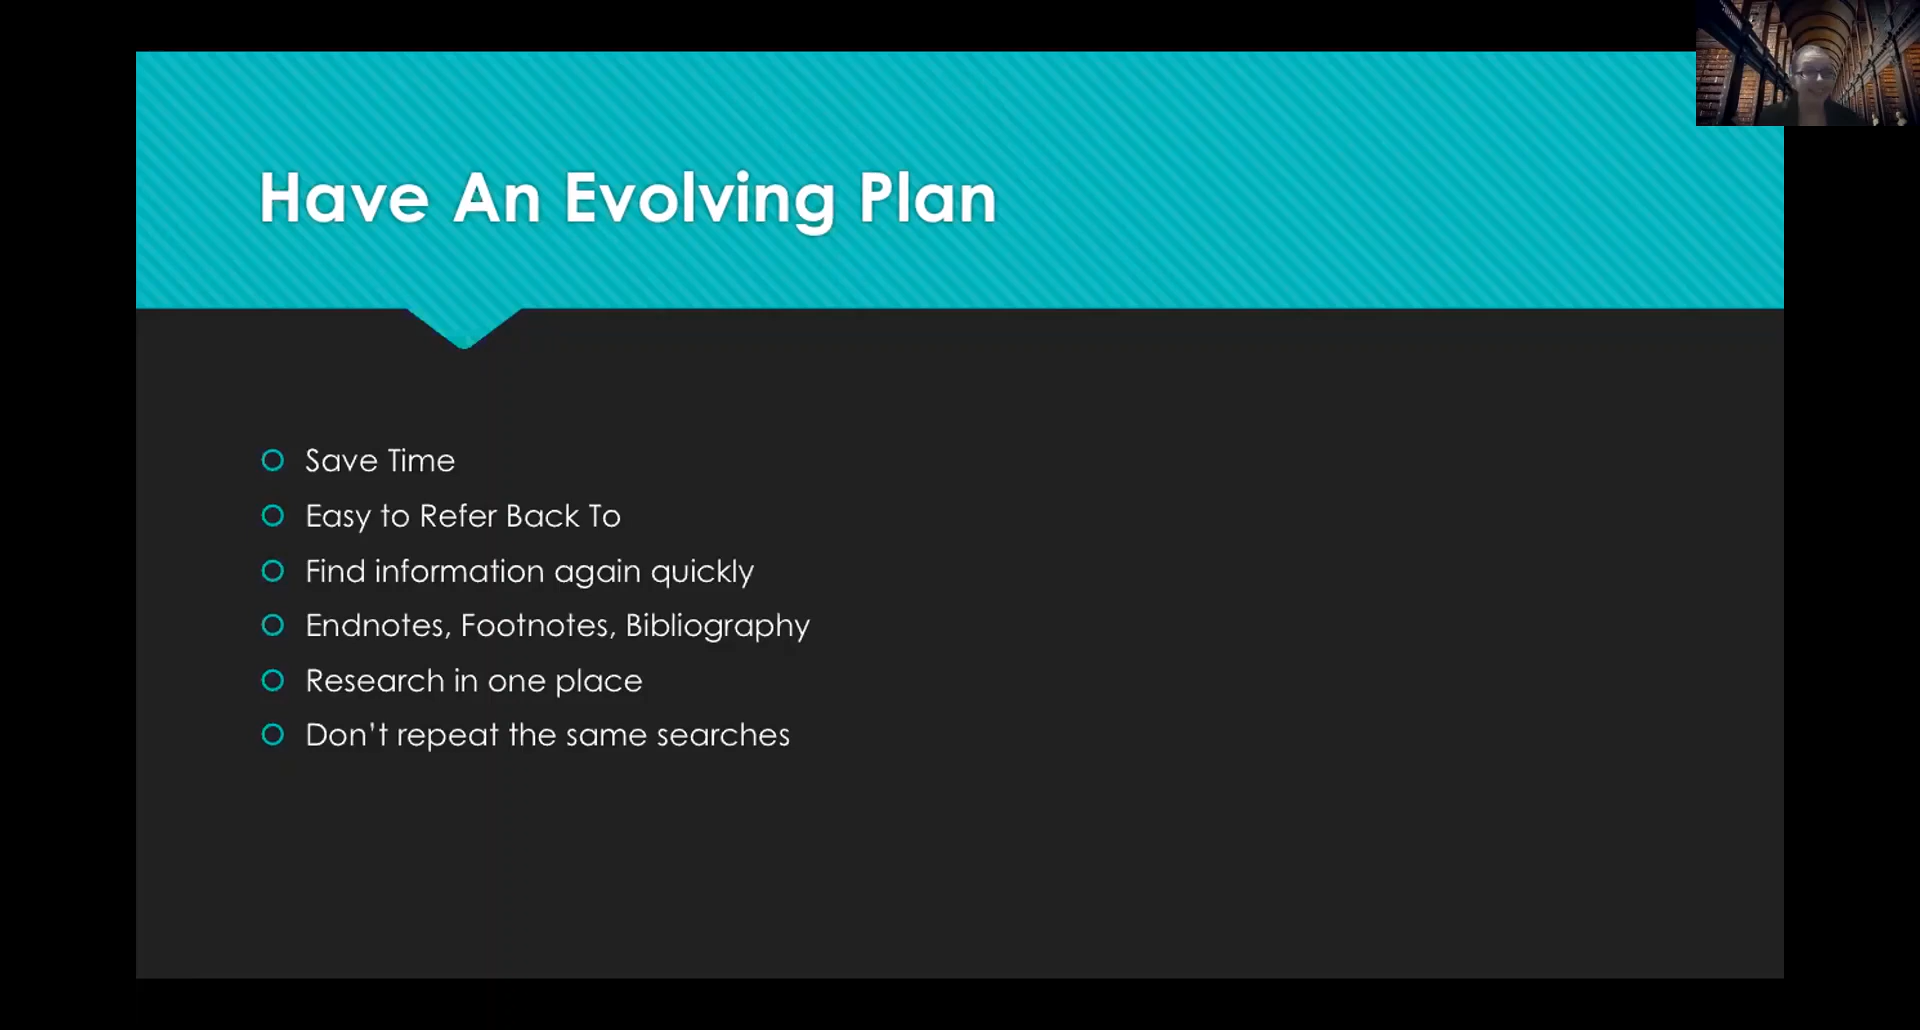 Have An Evolving Plan
Save Time
Easy to Refer Back To
Find information again quickly
Endnotes, Footnotes, Bibliography
Research in one place
Don't repeat the same searches